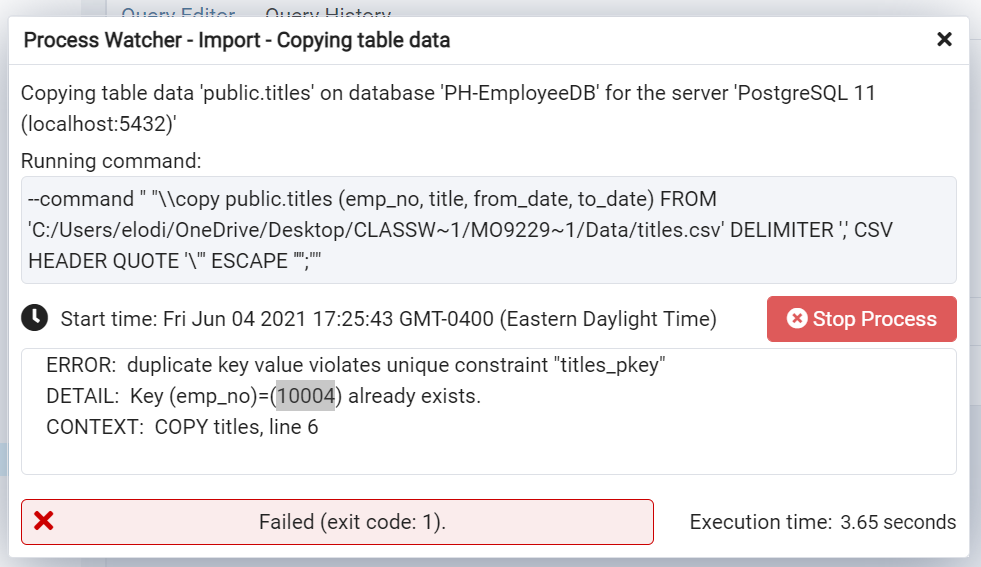 Query Editor Query History
Process Watcher - Import - Copying table data
Copying table data 'public.titles' on database 'PH-EmployeeDB' for the server 'PostgreSQL 11
(localhost:5432)'
Running command:
--command " "\\copy public.titles (emp_no, title, from_date, to_date) FROM
'C:/Users/elodi/OneDrive/Desktop/CLASSW~1/MO9229~1/Data/titles.csv' DELIMITER ',' CSV
HEADER QUOTE '\"' ESCAPE '''';""
Start time: Fri Jun 04 2021 17:25:43 GMT-0400 (Eastern Daylight Time)
Stop Process
ERROR: duplicate key value violates unique constraint "titles_pkey"
DETAIL: Key (emp_no)=(10004) already exists.
CONTEXT: COPY titles, line 6
Failed (exit code: 1).
Execution time: 3.65 seconds